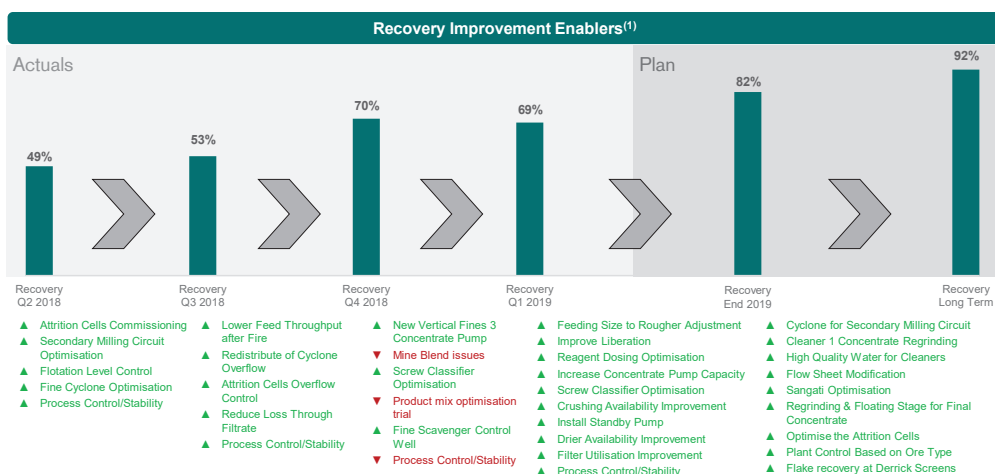 Recovery Improvement Enablers(1)
Actuals
Plan
49%
53%
70%
69%
82%
92%
Recovery
Q2 2018
Recovery
Q3 2018
Recovery
Q4 2018
Recovery
Q1 2019
Recovery
End 2019
Recovery
Long Term
▲ Attrition Cells Commissioning
▲ Secondary Milling Circuit
Optimisation
▲ Flotation Level Control
▲ Fine Cyclone Optimisation
▲ Process Control/Stability
▲ Lower Feed Throughput
after Fire
▲ Redistribute of Cyclone
Overflow
▲ Attrition Cells Overflow
Control
▲ Reduce Loss Through
Filtrate
▲ Process Control/Stability
▲ New Vertical Fines 3
Concentrate Pump
▼ Mine Blend issues
▲ Screw Classifier
Optimisation
▼ Product mix optimisation
trial
▲ Fine Scavenger Control
Well
▼ Process Control/Stability
▲ Feeding Size to Rougher Adjustment
▲ Improve Liberation
▲ Reagent Dosing Optimisation
▲ Increase Concentrate Pump Capacity
▲ Screw Classifier Optimisation
▲ Crushing Availability Improvement
▲ Install Standby Pump
▲ Drier Availability Improvement
▲ Filter Utilisation Improvement
▲ Process Control/Stability
▲ Cyclone for Secondary Milling Circuit
▲ Cleaner 1 Concentrate Regrinding
▲ High Quality Water for Cleaners
▲ Flow Sheet Modification
▲ Sangati Optimisation
▲ Regrinding & Floating Stage for Final
Concentrate
▲ Optimise the Attrition Cells
▲ Plant Control Based on Ore Type
▲ Flake recovery at Derrick Screens